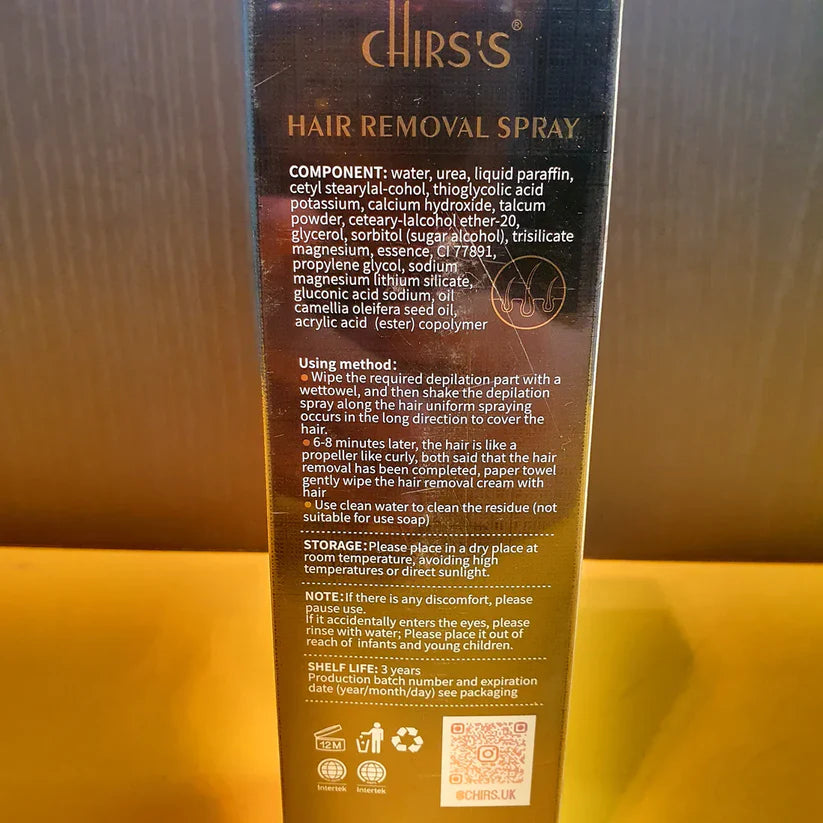 CHIRS'S®
HAIR REMOVAL SPRAY
COMPONENT: water, urea, liquid paraffin,
cetyl stearylal-cohol, thioglycolic acid
potassium, calcium hydroxide, talcum
powder, ceteary-lalcohol ether-20,
glycerol, sorbitol (sugar alcohol), trisilicate
magnesium, essence, CI 77891,
propylene glycol, sodium
magnesium lithium silicate,
gluconic acid sodium, oil
camellia oleifera seed oil,
acrylic acid (ester) copolymer
Using method:
• Wipe the required depilation part with a
wettowel, and then shake the depilation
spray along the hair uniform spraying
occurs in the long direction to cover the
hair.
• 6-8 minutes later, the hair is like a
propeller like curly, both said that the hair
removal has been completed, paper towel
gently wipe the hair removal cream with
hair
• Use clean water to clean the residue (not
suitable for use soap)
STORAGE: Please place in a dry place at
room temperature, avoiding high
temperatures or direct sunlight.
NOTE: If there is any discomfort, please
pause use.
If it accidentally enters the eyes, please
rinse with water; Please place it out of
reach of infants and young children.
SHELF LIFE: 3 years
Production batch number and expiration
date (year/month/day) see packaging
12M
Intertek
Intertek
@CHIRS.UK